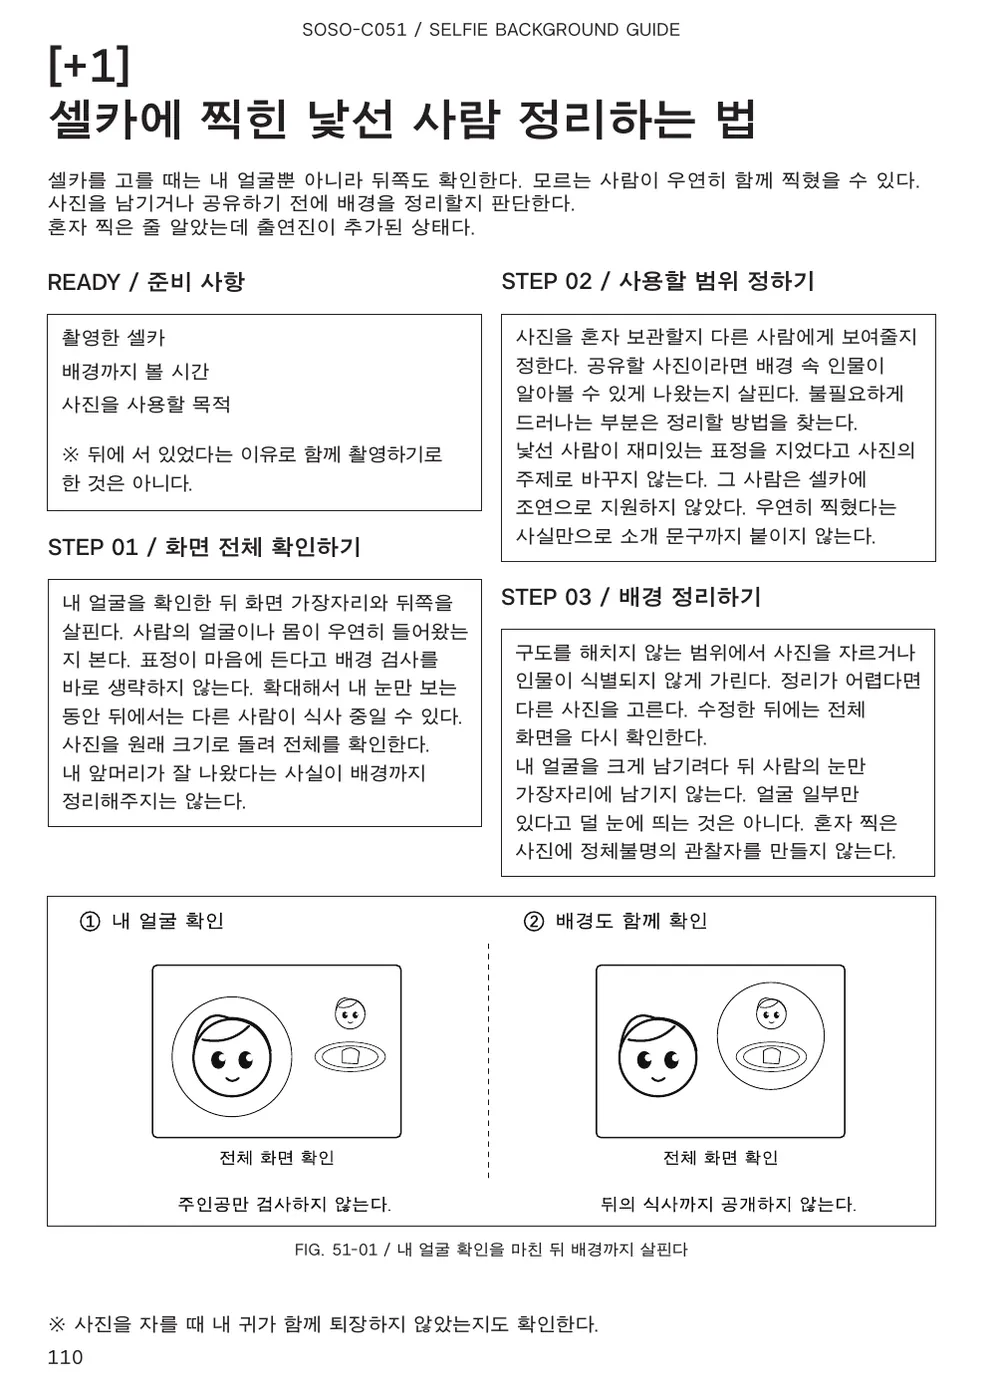 SOSO-C051 / SELFIE BACKGROUND GUIDE
[+1]
셀카에 찍힌 낯선 사람 정리하는 법
셀카를 고를 때는 내 얼굴뿐 아니라 뒤쪽도 확인한다. 모르는 사람이 우연히 함께 찍혔을 수 있다.
사진을 남기거나 공유하기 전에 배경을 정리할지 판단한다.
혼자 찍은 줄 알았는데 출연진이 추가된 상태다.
READY / 준비 사항
촬영한 셀카
배경까지 볼 시간
사진을 사용할 목적
※ 뒤에 서 있었다는 이유로 함께 촬영하기로
한 것은 아니다.
STEP 01 / 화면 전체 확인하기
내 얼굴을 확인한 뒤 화면 가장자리와 뒤쪽을
살핀다. 사람의 얼굴이나 몸이 우연히 들어왔는
지 본다. 표정이 마음에 든다고 배경 검사를
바로 생략하지 않는다. 확대해서 내 눈만 보는
동안 뒤에서는 다른 사람이 식사 중일 수 있다.
사진을 원래 크기로 돌려 전체를 확인한다.
내 앞머리가 잘 나왔다는 사실이 배경까지
정리해주지는 않는다.
STEP 02 / 사용할 범위 정하기
사진을 혼자 보관할지 다른 사람에게 보여줄지
정한다. 공유할 사진이라면 배경 속 인물이
알아볼 수 있게 나왔는지 살핀다. 불필요하게
드러나는 부분은 정리할 방법을 찾는다.
낯선 사람이 재미있는 표정을 지었다고 사진의
주제로 바꾸지 않는다. 그 사람은 셀카에
조연으로 지원하지 않았다. 우연히 찍혔다는
사실만으로 소개 문구까지 붙이지 않는다.
STEP 03 / 배경 정리하기
구도를 해치지 않는 범위에서 사진을 자르거나
인물이 식별되지 않게 가린다. 정리가 어렵다면
다른 사진을 고른다. 수정한 뒤에는 전체
화면을 다시 확인한다.
내 얼굴을 크게 남기려다 뒤 사람의 눈만
가장자리에 남기지 않는다. 얼굴 일부만
있다고 덜 눈에 띄는 것은 아니다. 혼자 찍은
사진에 정체불명의 관찰자를 만들지 않는다.
① 내 얼굴 확인
전체 화면 확인
주인공만 검사하지 않는다.
② 배경도 함께 확인
전체 화면 확인
뒤의 식사까지 공개하지 않는다.
FIG. 51-01 / 내 얼굴 확인을 마친 뒤 배경까지 살핀다
※ 사진을 자를 때 내 귀가 함께 퇴장하지 않았는지도 확인한다.
110